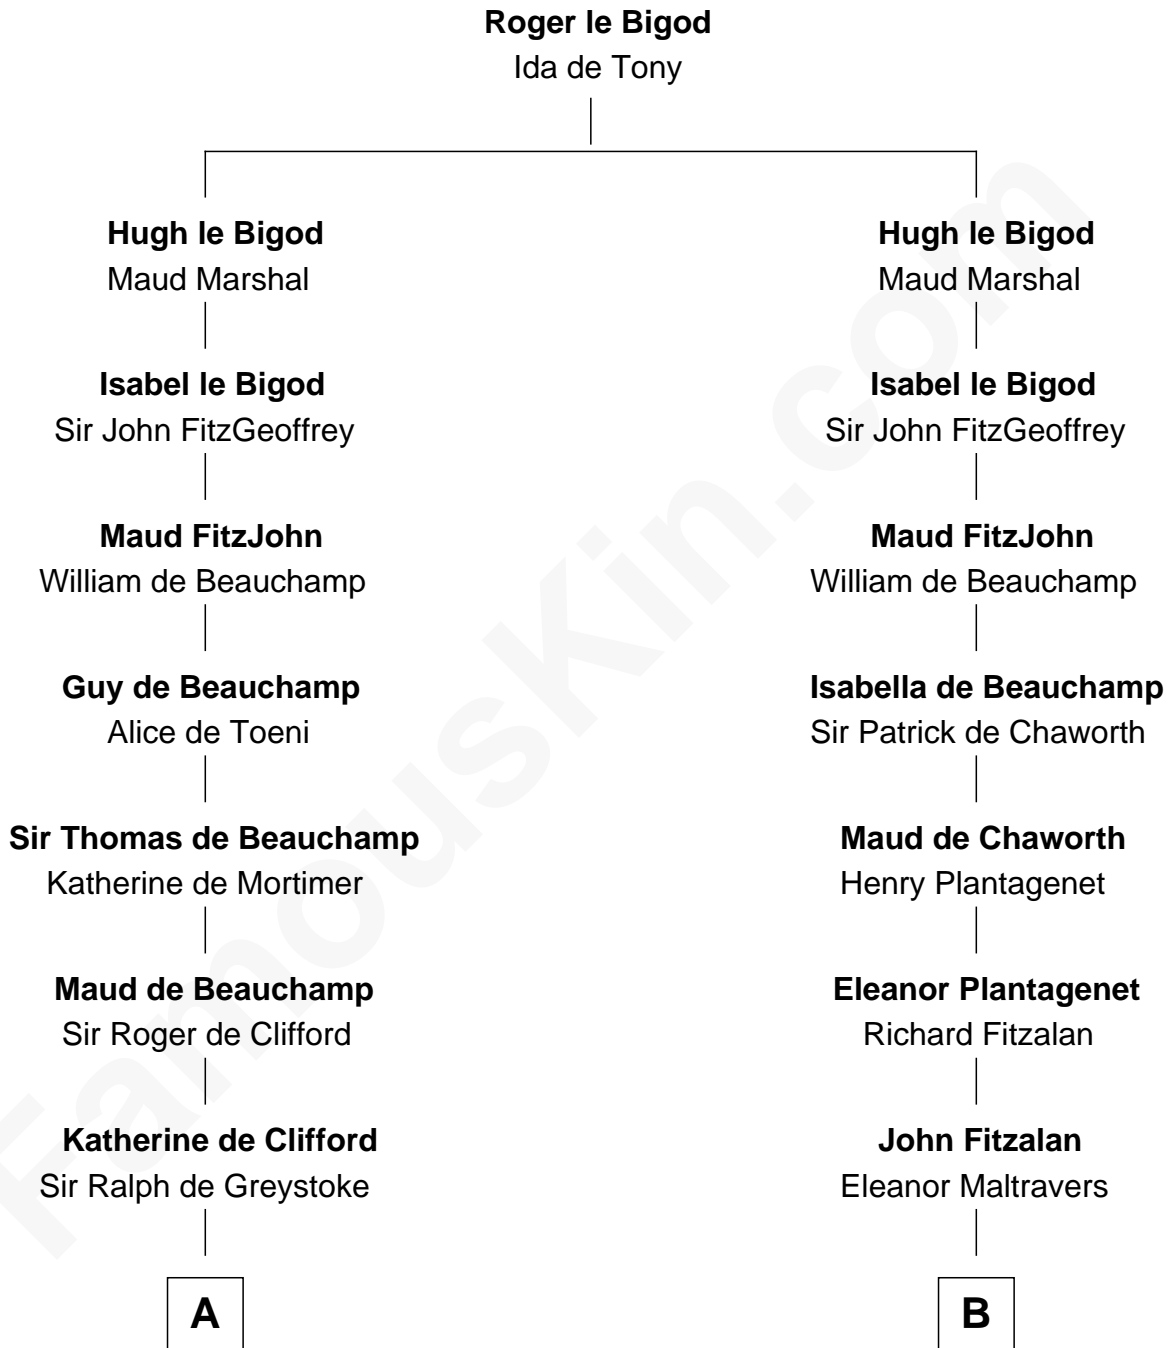 Roger le Bigod
Ida de Tony
Hugh le Bigod
Maud Marshal
Isabel le Bigod
Sir John FitzGeoffrey
Maud FitzJohn
William de Beauchamp
Guy de Beauchamp
Alice de Toeni
Sir Thomas de Beauchamp
Katherine de Mortimer
Maud de Beauchamp
Sir Roger de Clifford
Katherine de Clifford
Sir Ralph de Greystoke
A
Hugh le Bigod
Maud Marshal
Isabel le Bigod
Sir John FitzGeoffrey
Maud FitzJohn
William de Beauchamp
Isabella de Beauchamp
Sir Patrick de Chaworth
Maud de Chaworth
Henry Plantagenet
Eleanor Plantagenet
Richard Fitzalan
John Fitzalan
Eleanor Maltravers
B
FamousKin.com